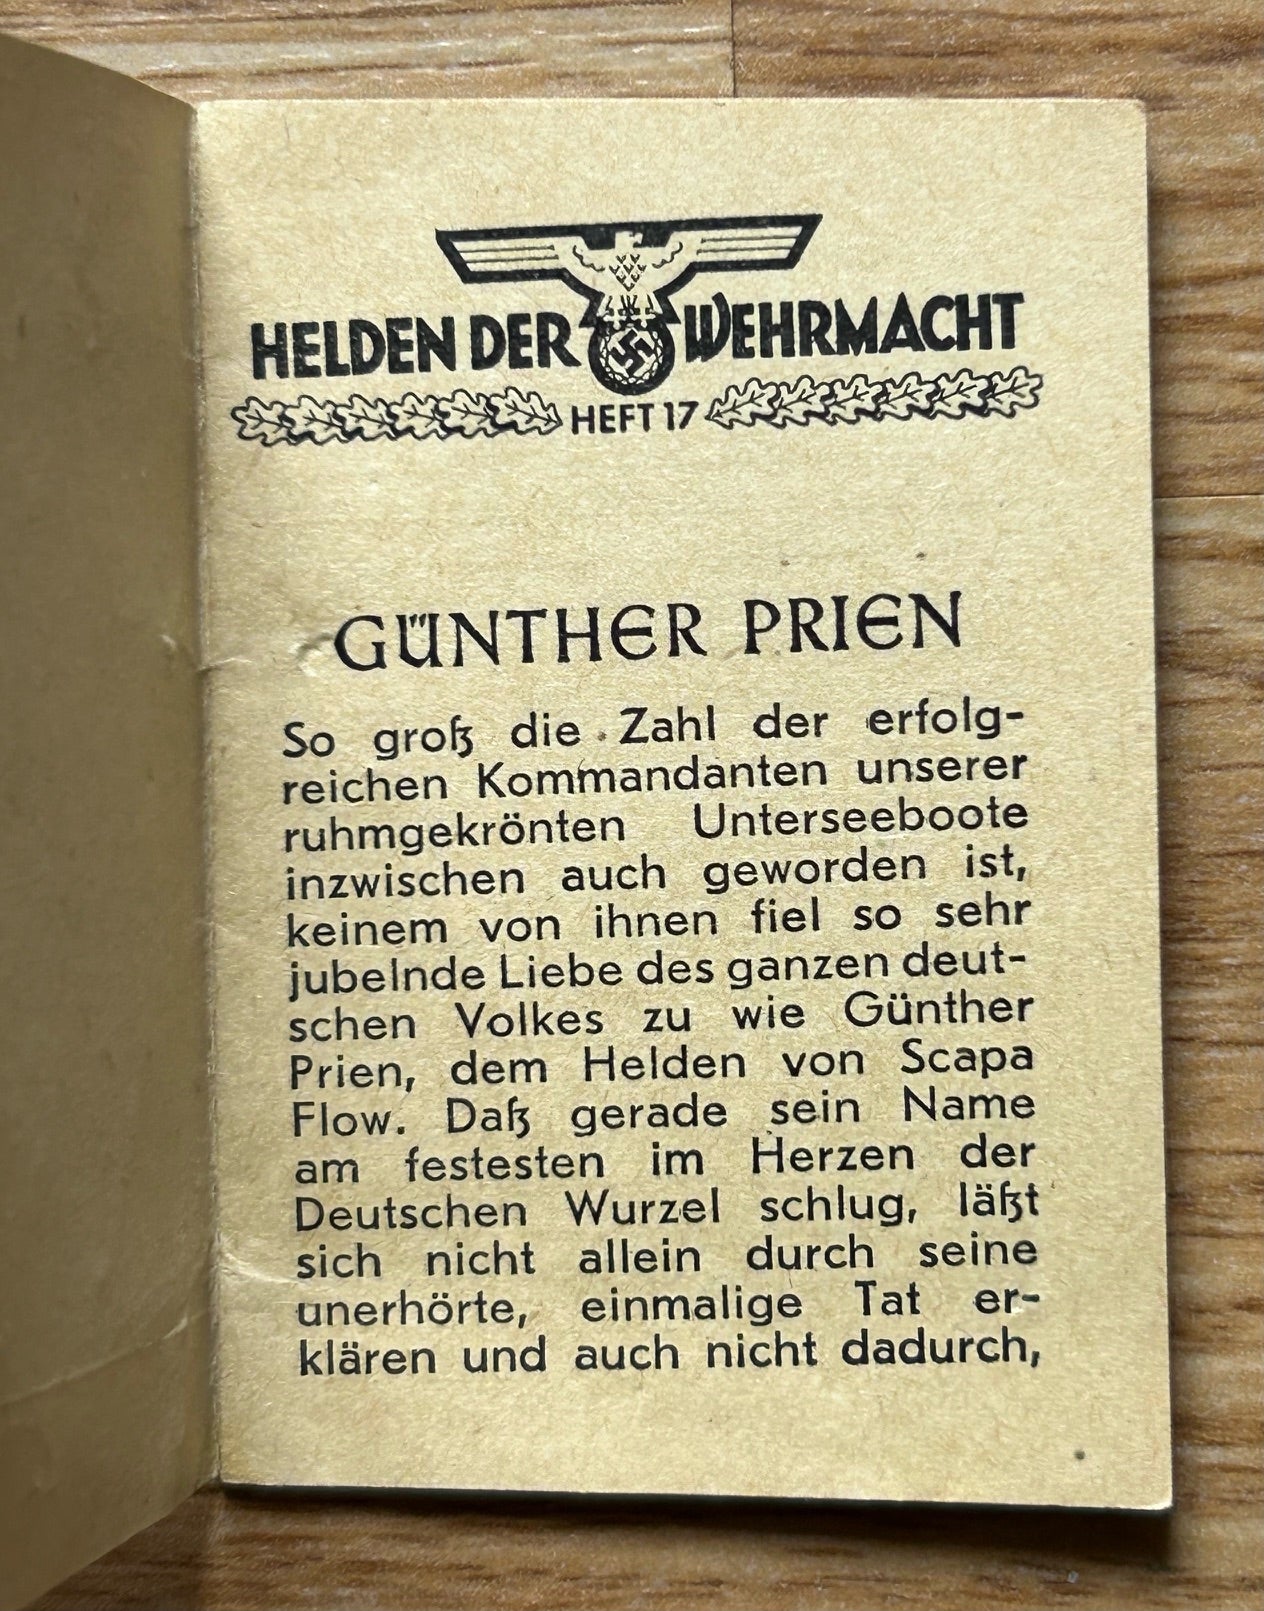 HELDEN DER WEHRMACHT
HEFT 17
GÜNTHER PRIEN
So groß die Zahl der erfolg-
reichen Kommandanten unserer
ruhmgekrönten Unterseeboote
inzwischen auch geworden ist,
keinem von ihnen fiel so sehr
jubelnde Liebe des ganzen deut-
schen Volkes zu wie Günther
Prien, dem Helden von Scapa
Flow. Daß gerade sein Name
am festesten im Herzen der
Deutschen Wurzel schlug, läßt
sich nicht allein durch seine
unerhörte, einmalige Tat er-
klären und auch nicht dadurch,